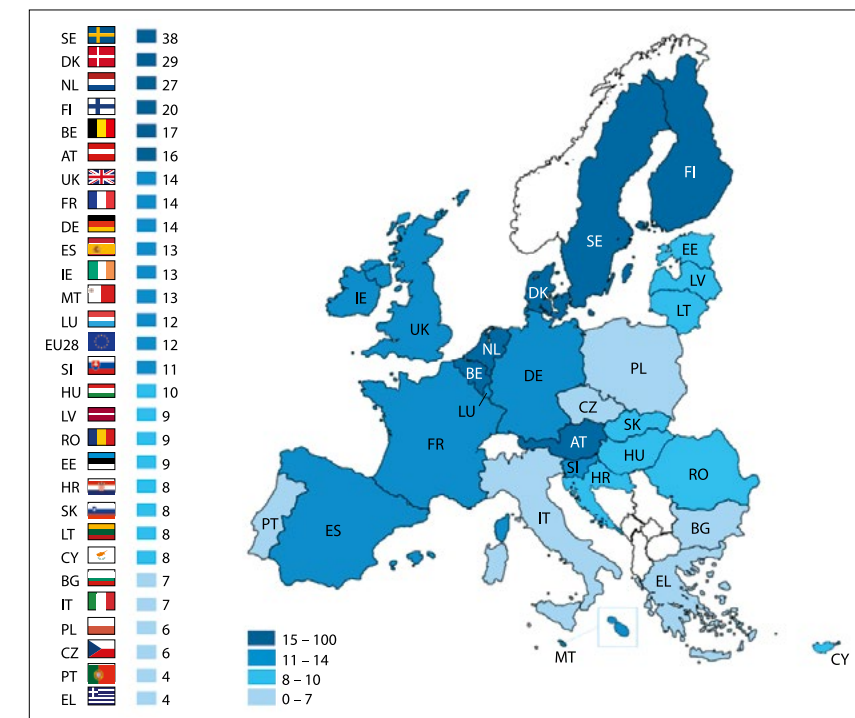 SE 38
DK 29
NL 27
FI 20
BE 17
AT 16
UK 14
FR 14
DE 14
ES 13
IE 13
MT 13
LU 12
EU28 12
SI 11
HU 10
LV 9
RO 9
EE 9
HR 8
SK 8
LT 8
CY 8
BG 7
IT 7
PL 6
CZ 6
PT 4
EL 4
FI
SE
EE
LV
LT
DK
IE
UK
NL
BE
DE
PL
LU
CZ
SK
AT
HU
FR
SI
HR
RO
PT
ES
IT
BG
EL
MT
CY
15 – 100
11 – 14
8 – 10
0 – 7